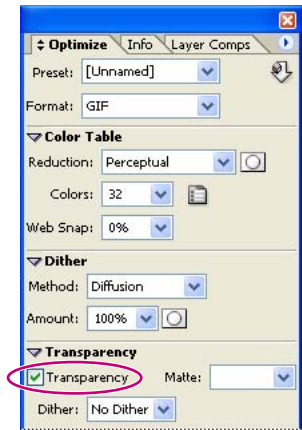 Optimize Info Layer Comps
Preset: [Unnamed]
Format: GIF
Color Table
Reduction: Perceptual
Colors: 32
Web Snap: 0%
Dither
Method: Diffusion
Amount: 100%
Transparency
Transparency Matte:
Dither: No Dither